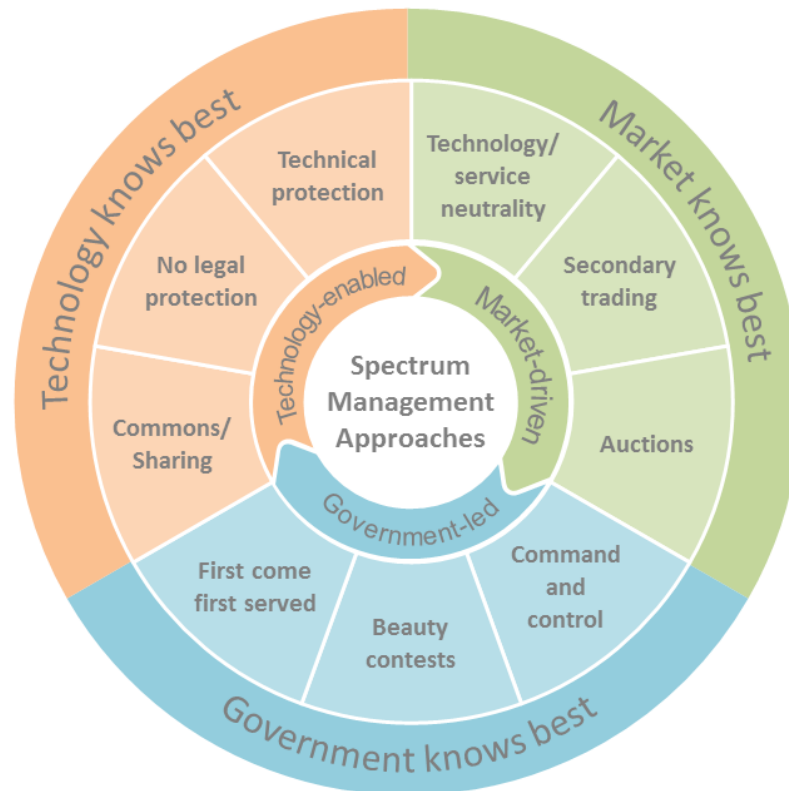 Technology knows best
Market knows best
Government knows best
Technical
protection
Technology/
service
neutrality
No legal
protection
Secondary
trading
Commons/
Sharing
Auctions
First come
first served
Beauty
contests
Command
and
control
Technology-enabled
Market-driven
Government-led
Spectrum
Management
Approaches